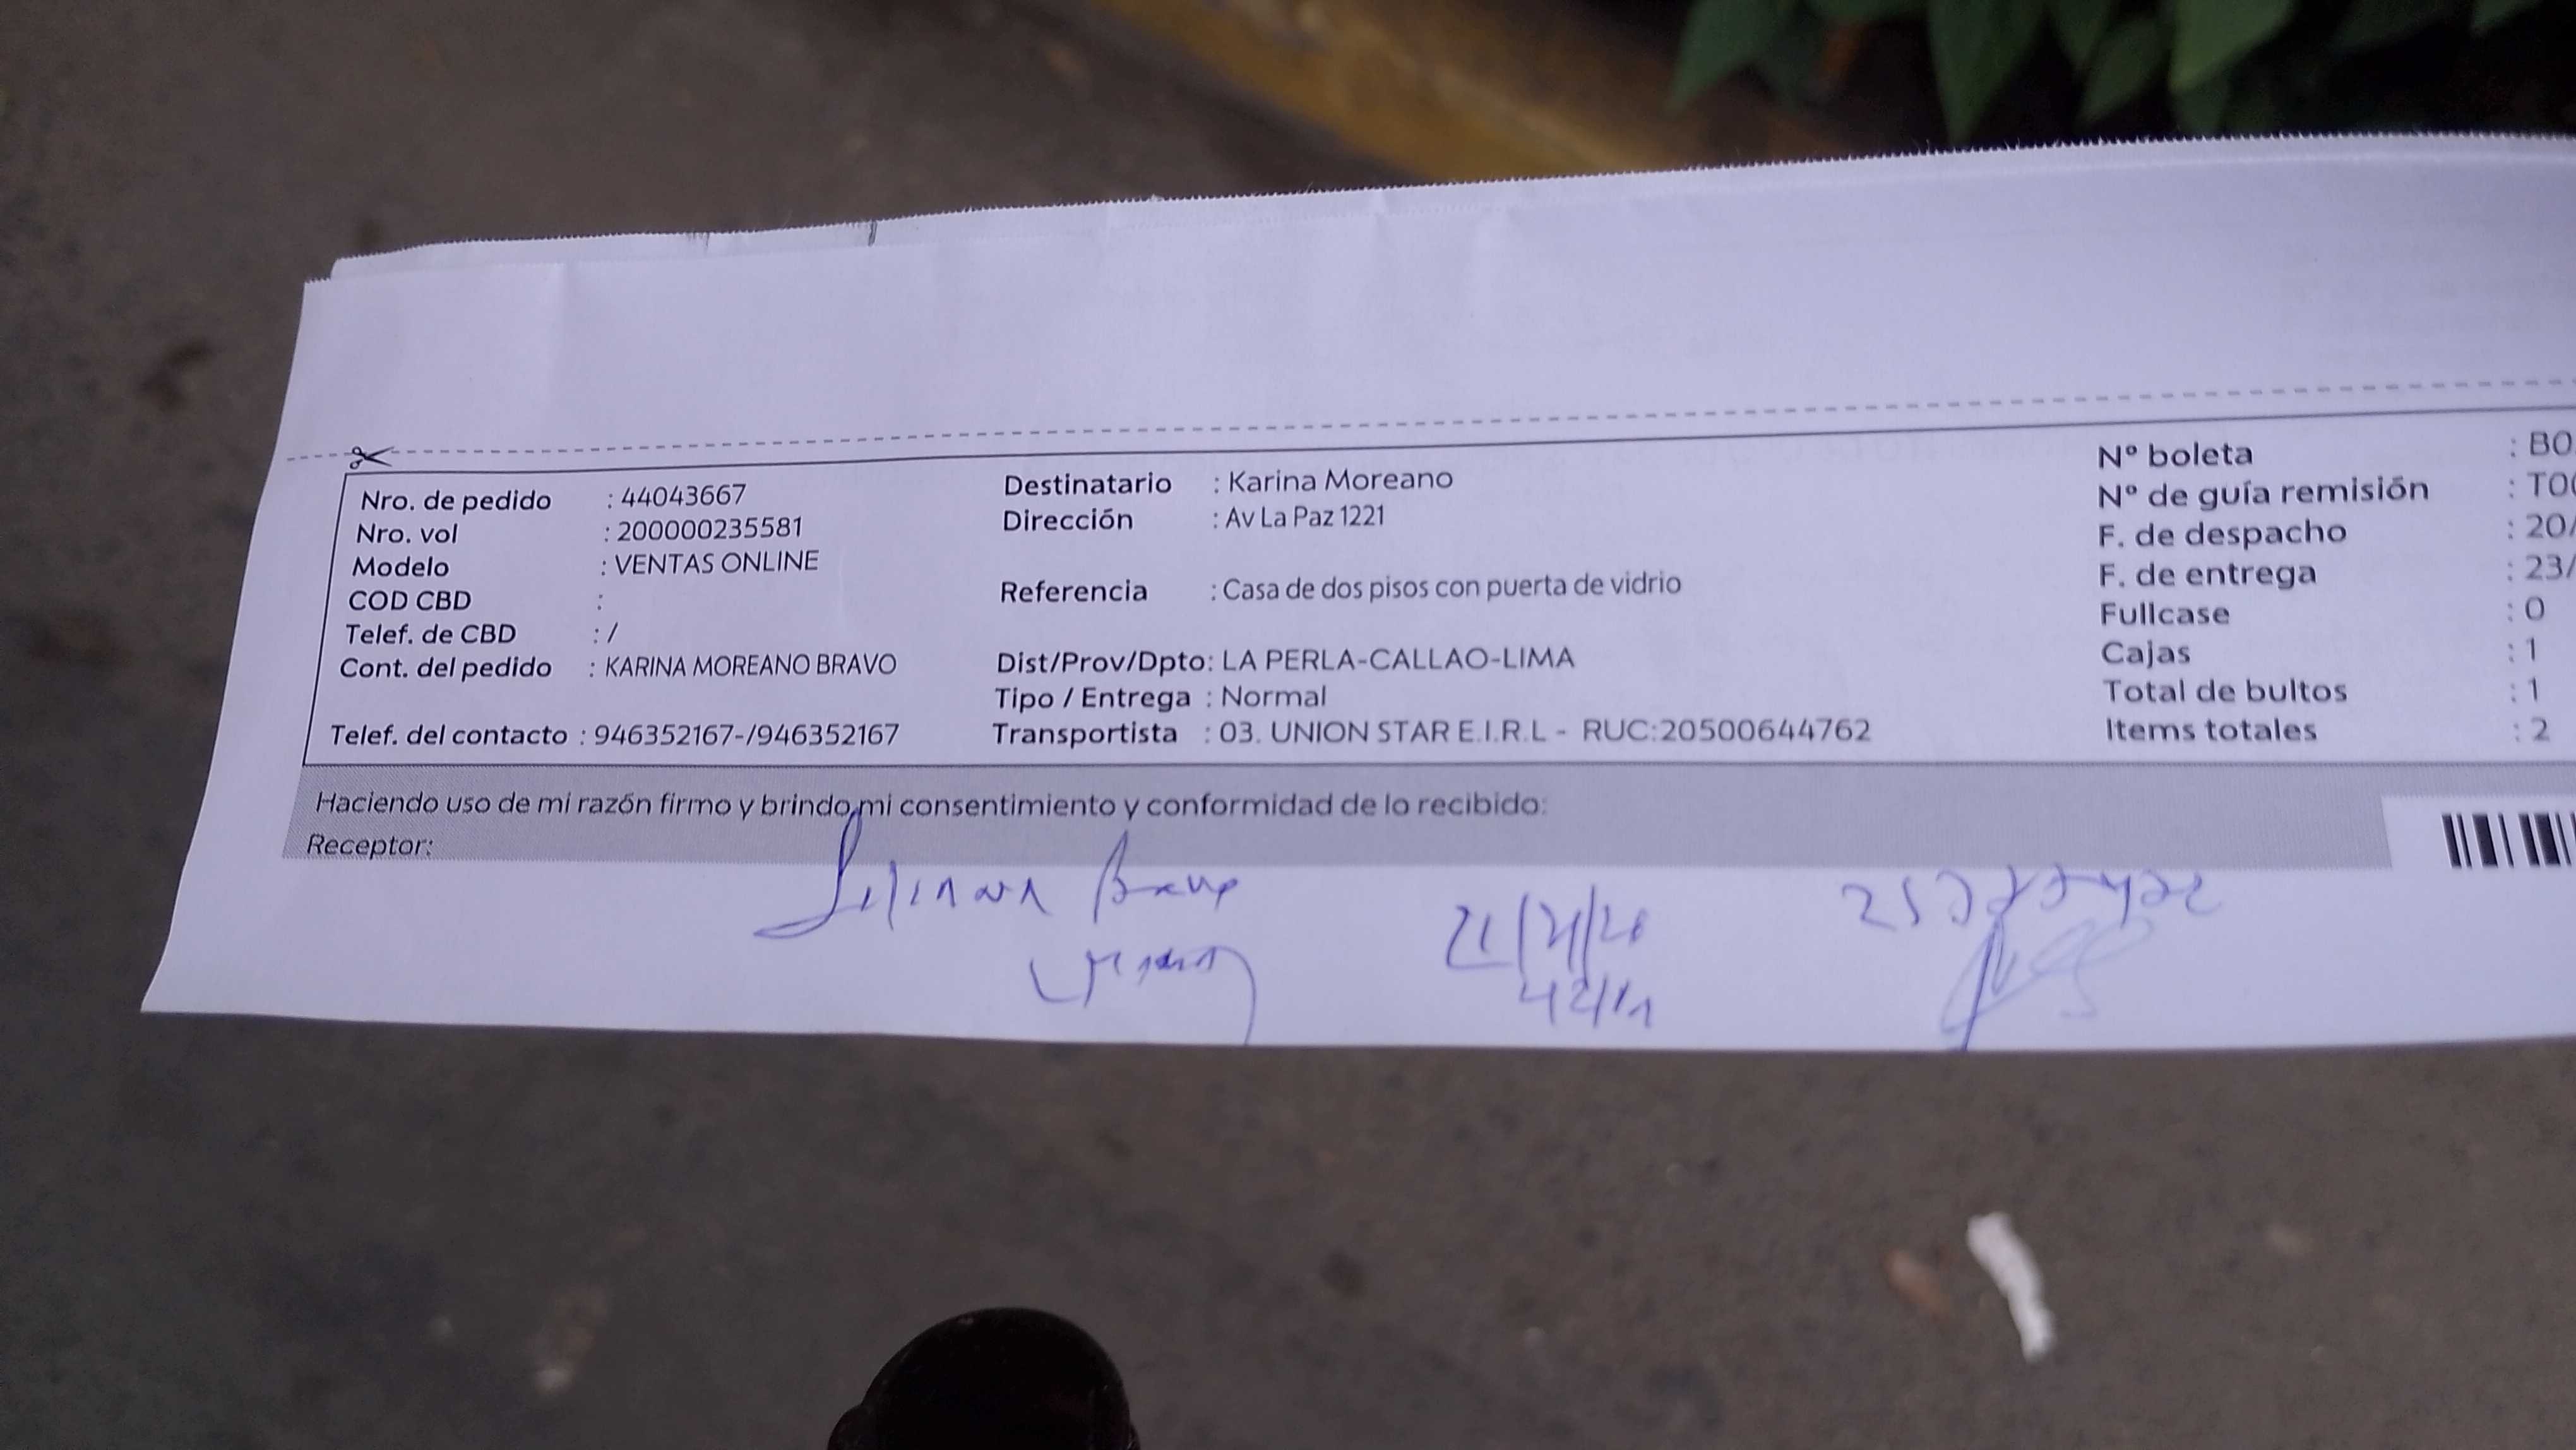 Nro. de pedido : 44043667
Nro. vol : 200000235581
Modelo : VENTAS ONLINE
COD CBD :
Telef. de CBD : /
Cont. del pedido : KARINA MOREANO BRAVO
Telef. del contacto : 946352167-/946352167
Destinatario : Karina Moreano
Dirección : Av La Paz 1221
Referencia : Casa de dos pisos con puerta de vidrio
Dist/Prov/Dpto: LA PERLA-CALLAO-LIMA
Tipo / Entrega : Normal
Transportista : 03. UNION STAR E.I.R.L - RUC:20500644762
Nº boleta : BO
Nº de guía remisión : TO
F. de despacho : 20/
F. de entrega : 23/
Fullcase : 0
Cajas : 1
Total de bultos : 1
Items totales : 2
Haciendo uso de mi razón firmo y brindo mi consentimiento y conformidad de lo recibido:
Receptor: